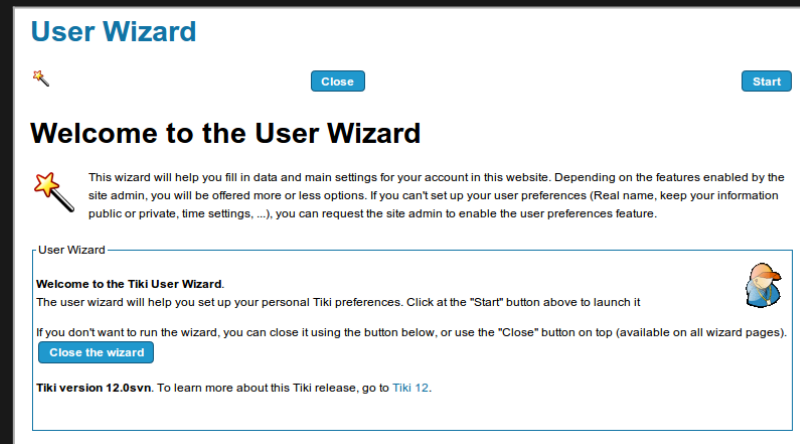 User Wizard
Close
Start
Welcome to the User Wizard
This wizard will help you fill in data and main settings for your account in this website. Depending on the features enabled by the
site admin, you will be offered more or less options. If you can't set up your user preferences (Real name, keep your information
public or private, time settings, ...), you can request the site admin to enable the user preferences feature.
User Wizard
Welcome to the Tiki User Wizard.
The user wizard will help you set up your personal Tiki preferences. Click at the "Start" button above to launch it
If you don't want to run the wizard, you can close it using the button below, or use the "Close" button on top (available on all wizard pages).
Close the wizard
Tiki version 12.0svn. To learn more about this Tiki release, go to Tiki 12.